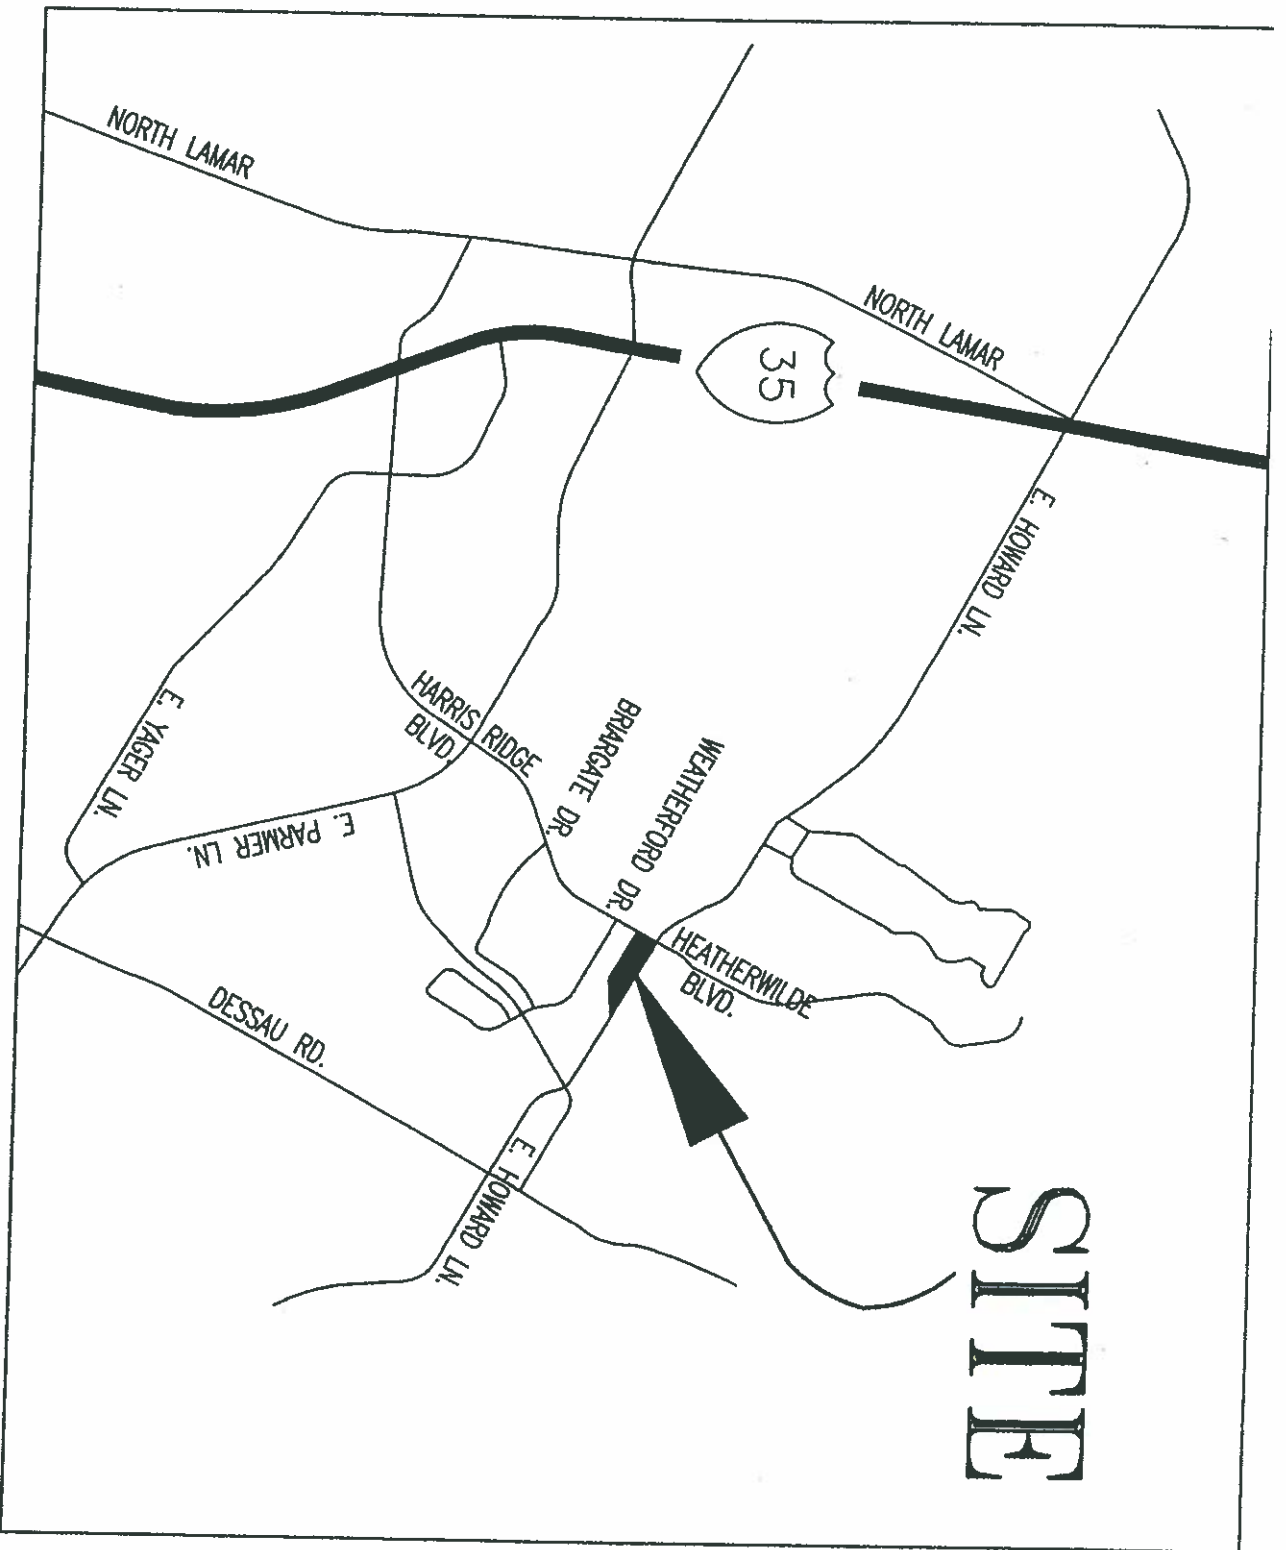 SITE
NORTH LAMAR
35
E. HOWARD LN.
NORTH LAMAR
HEATHERWILDE
BLVD.
WEATHERFORD DR.
BRIARGATE DR.
HARRIS RIDGE
BLVD.
E. HOWARD LN.
E. PARMER LN.
DESSAU RD.
E. YAGER LN.